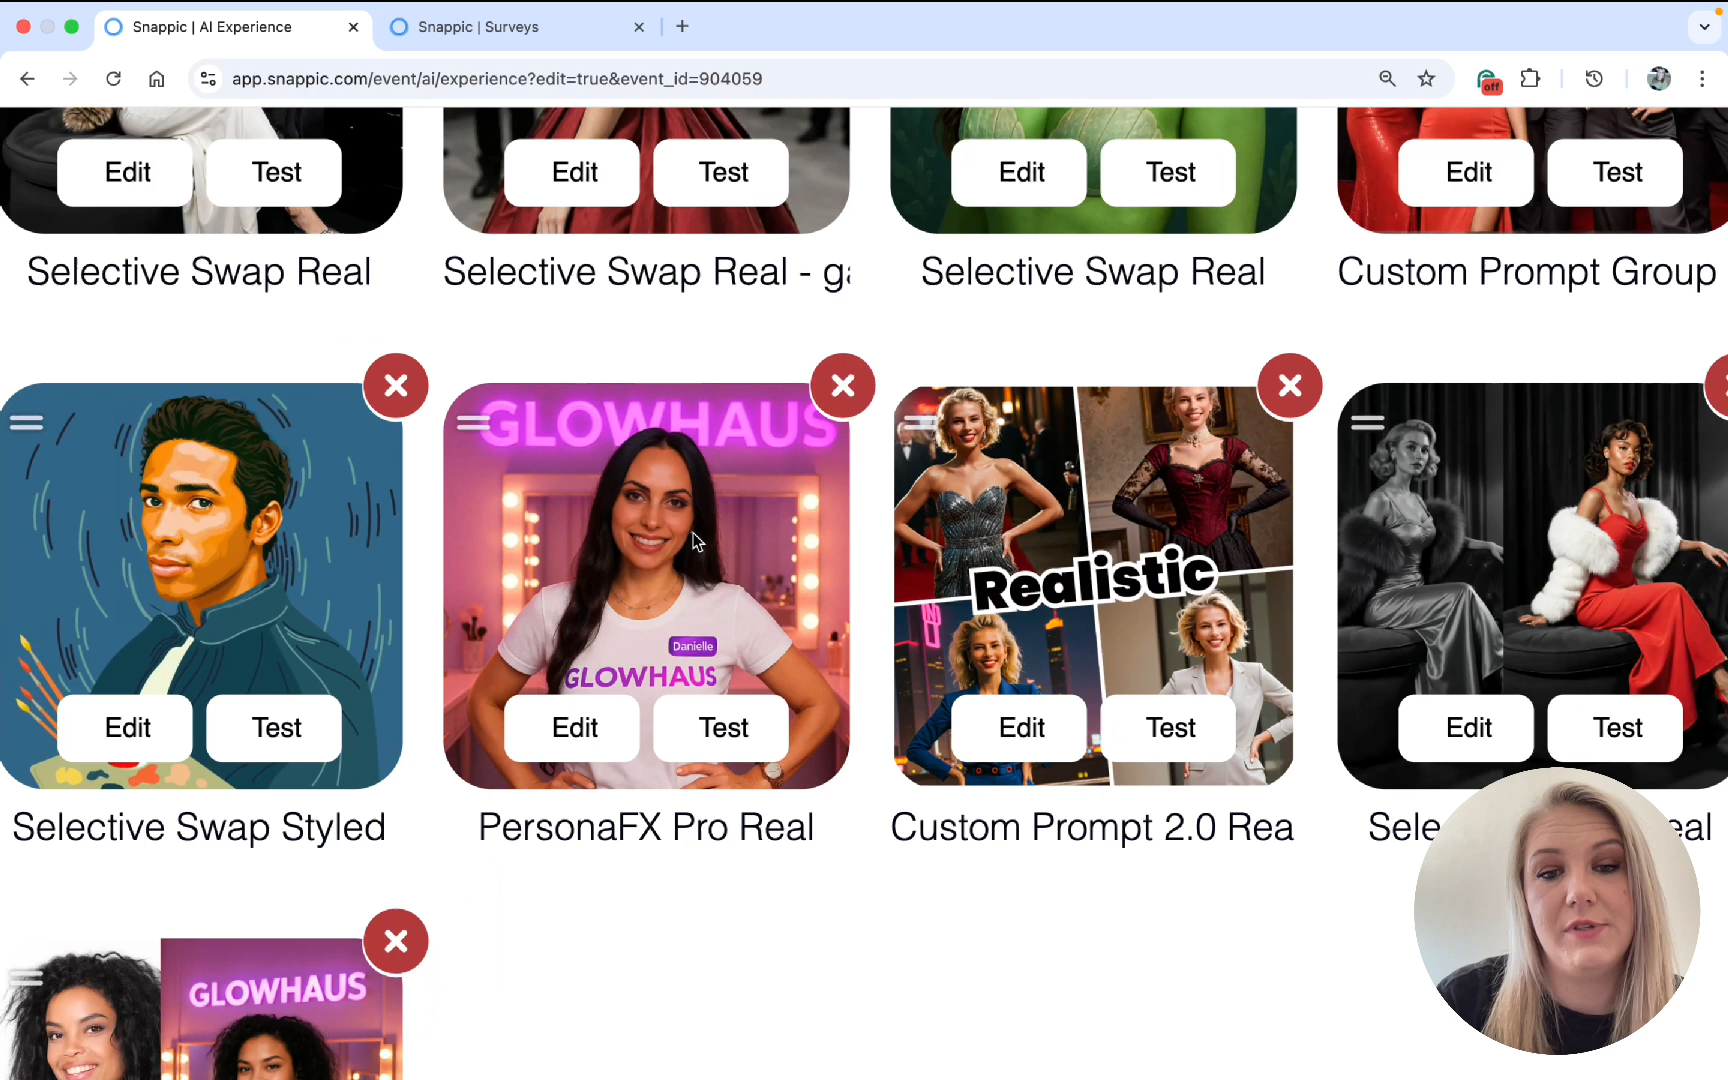 Snappic | AI Experience
Snappic | Surveys
app.snappic.com/event/ai/experience?edit=true&event_id=904059
off
Edit
Test
Edit
Test
Edit
Test
Edit
Test
Selective Swap Real
Selective Swap Real - ga
Selective Swap Real
Custom Prompt Group
GLOWHAUS
Realistic
Danielle
GLOWHAUS
Edit
Test
Edit
Test
Edit
Test
Edit
Test
Selective Swap Styled
PersonaFX Pro Real
Custom Prompt 2.0 Rea
Sele
eal
GLOWHAUS